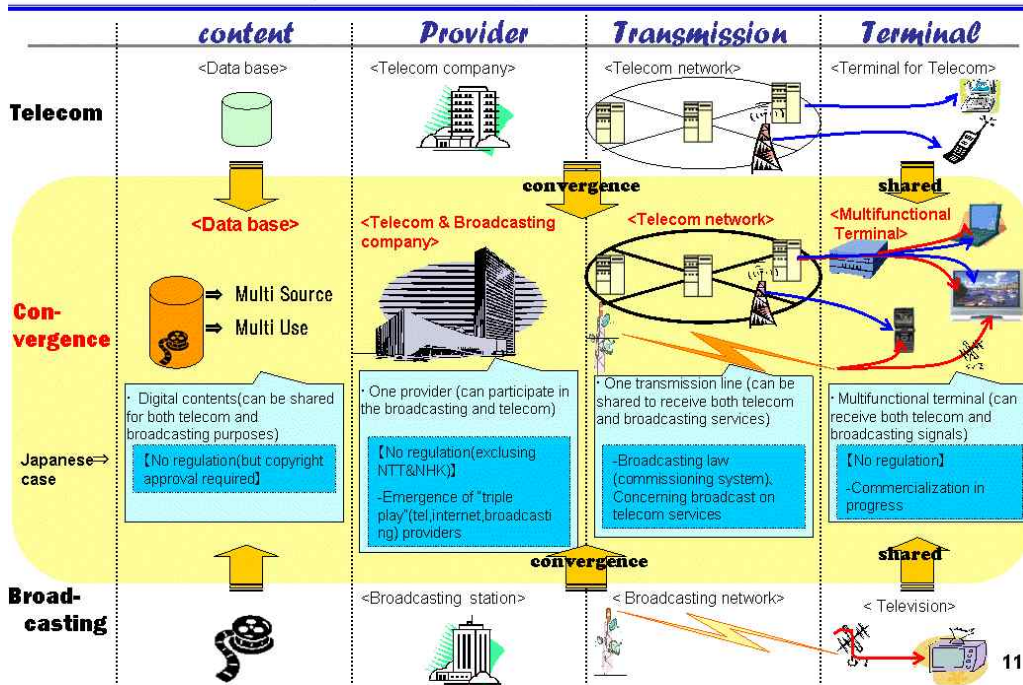 content
Provider
Transmission
Terminal
<Data base>
<Telecom company>
<Telecom network>
<Terminal for Telecom>
Telecom
convergence
shared
<Data base>
<Telecom & Broadcasting
company>
<Telecom network>
<Multifunctional
Terminal>
Con-
vergence
⇒ Multi Source
⇒ Multi Use
・ Digital contents(can be shared
for both telecom and
broadcasting purposes)
・ One provider (can participate in
the broadcasting and telecom)
・ One transmission line (can be
shared to receive both telecom
and broadcasting services)
・ Multifunctional terminal (can
receive both telecom and
broadcasting signals)
Japanese⇒
case
【No regulation(but copyright
approval required】
【No regulation(excluding
NTT&NHK)】
-Emergence of "triple
play"(tel,internet,broadcasti
ng) providers
-Broadcasting law
(commissioning system),
Concerning broadcast on
telecom services
【No regulation】
-Commercialization in
progress
convergence
shared
Broad-
casting
<Broadcasting station>
< Broadcasting network>
< Television>
11